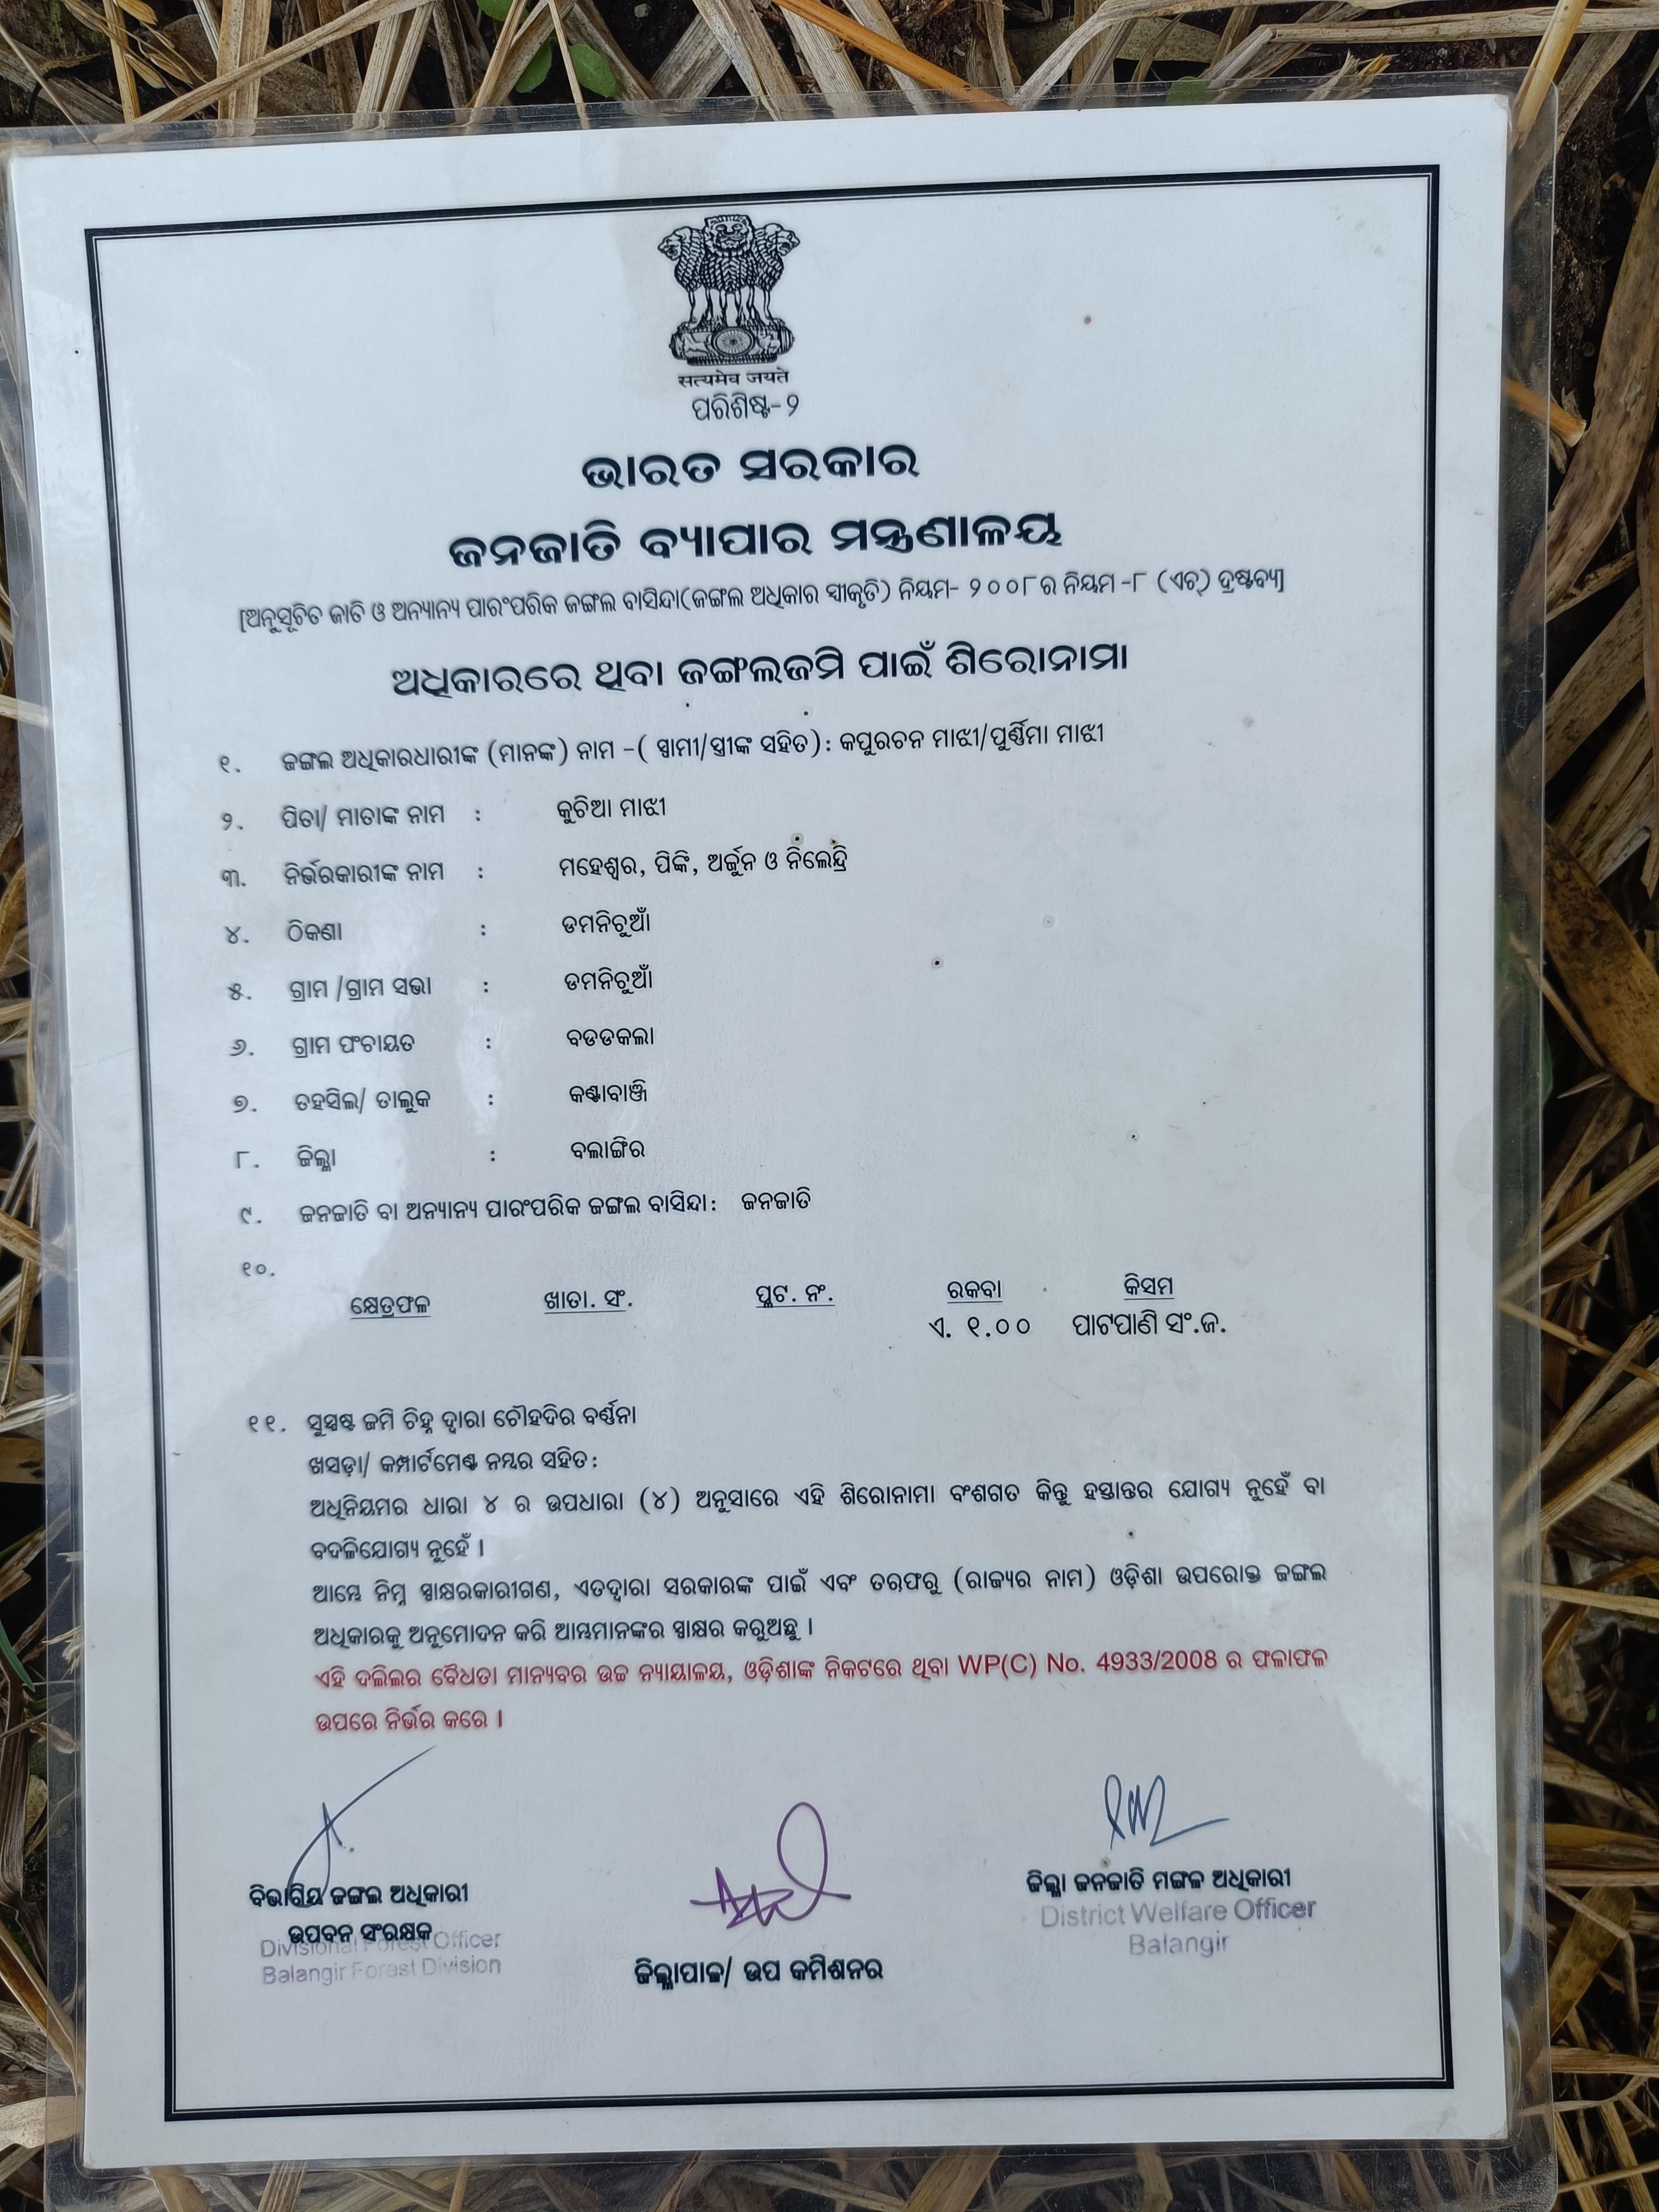 सत्यमेव जयते
ପରିଶିଷ୍ଟ-୨
ଭାରତ ସରକାର
ଜନଜାତି ବ୍ୟାପାର ମନ୍ତ୍ରଣାଳୟ
[ଅନୁସୂଚିତ ଜାତି ଓ ଅନ୍ୟାନ୍ୟ ପାରଂପରିକ ଜଙ୍ଗଲ ବାସିନ୍ଦା(ଜଙ୍ଗଲ ଅଧିକାର ସ୍ୱୀକୃତି) ନିୟମ- ୨୦୦୮ର ନିୟମ -୮ (ଏଚ୍) ଦ୍ରଷ୍ଟବ୍ୟ]
ଅଧିକାରରେ ଥିବା ଜଙ୍ଗଲଜମି ପାଇଁ ଶିରୋନାମା
୧. ଜଙ୍ଗଲ ଅଧିକାରଧାରୀଙ୍କ (ମାନଙ୍କ) ନାମ -( ସ୍ୱାମୀ/ସ୍ତ୍ରୀଙ୍କ ସହିତ): କପୁରଚନ ମାଝୀ/ପୁର୍ଣ୍ଣିମା ମାଝୀ
୨. ପିତା/ ମାତାଙ୍କ ନାମ : କୁଚିଆ ମାଝୀ
୩. ନିର୍ଭରକାରୀଙ୍କ ନାମ : ମହେଶ୍ୱର, ପିଙ୍କି, ଅର୍ଜୁନ ଓ ନିଲେନ୍ଦ୍ରି
୪. ଠିକଣା : ଡମନିଚୁଆଁ
୫. ଗ୍ରାମ /ଗ୍ରାମ ସଭା : ଡମନିଚୁଆଁ
୬. ଗ୍ରାମ ପଂଚାୟତ : ବଡଡକଲା
୭. ତହସିଲ/ ତାଲୁକ : କଣ୍ଟାବାଞ୍ଜି
୮. ଜିଲ୍ଲା : ବଲାଙ୍ଗିର
୯. ଜନଜାତି ବା ଅନ୍ୟାନ୍ୟ ପାରଂପରିକ ଜଙ୍ଗଲ ବାସିନ୍ଦା: ଜନଜାତି
୧୦.
କ୍ଷେତ୍ରଫଳ ଖାତା. ସଂ. ପ୍ଲଟ. ନଂ. ରକବା କିସମ
ଏ. ୧.୦୦ ପାଟପାଣି ସଂ.ଜ.
୧୧. ସୁସ୍ପଷ୍ଟ ଜମି ଚିହ୍ନ ଦ୍ୱାରା ଚୌହଦିର ବର୍ଣ୍ଣନା
ଖସଡ଼ା/ କମ୍ପାର୍ଟମେଣ୍ଟ ନମ୍ବର ସହିତ:
ଅଧିନିୟମର ଧାରା ୪ ର ଉପଧାରା (୪) ଅନୁସାରେ ଏହି ଶିରୋନାମା ବଂଶଗତ କିନ୍ତୁ ହସ୍ତାନ୍ତର ଯୋଗ୍ୟ ନୁହେଁ ବା
ବଦଳିଯୋଗ୍ୟ ନୁହେଁ ।
ଆମ୍ଭେ ନିମ୍ନ ସ୍ୱାକ୍ଷରକାରୀଗଣ, ଏତଦ୍ୱାରା ସରକାରଙ୍କ ପାଇଁ ଏବଂ ତରଫରୁ (ରାଜ୍ୟର ନାମ) ଓଡ଼ିଶା ଉପରୋକ୍ତ ଜଙ୍ଗଲ
ଅଧିକାରକୁ ଅନୁମୋଦନ କରି ଆମ୍ଭମାନଙ୍କର ସ୍ୱାକ୍ଷର କରୁଅଛୁ ।
ଏହି ଦଲିଲର ବୈଧତା ମାନ୍ୟବର ଉଚ୍ଚ ନ୍ୟାୟାଳୟ, ଓଡ଼ିଶାଙ୍କ ନିକଟରେ ଥିବା WP(C) No. 4933/2008 ର ଫଳାଫଳ
ଉପରେ ନିର୍ଭର କରେ ।
ବିଭାଗିୟ ଜଙ୍ଗଲ ଅଧିକାରୀ
ଉପବନ ସଂରକ୍ଷକ
Divisional Forest Officer
Balangir Forest Division
ଜିଲ୍ଲାପାଳ/ ଉପ କମିଶନର
ଜିଲ୍ଲା ଜନଜାତି ମଙ୍ଗଳ ଅଧିକାରୀ
District Welfare Officer
Balangir